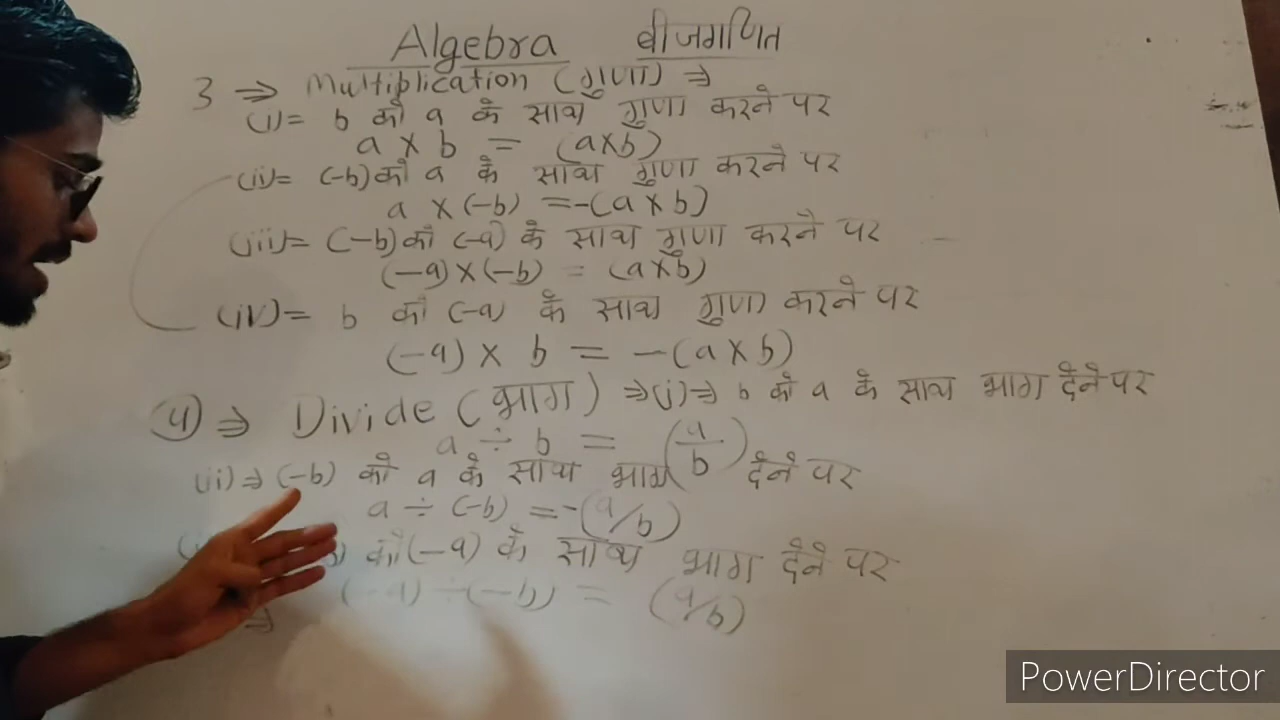 Algebra बीजगणित
3 ⇒ Multiplication (गुणा) ⇒
(i)= b को a के साथ गुणा करने पर
a × b = (a×b)
(ii)= (-b) को a के साथ गुणा करने पर
a × (-b) = -(a × b)
(iii)= (-b) को (-a) के साथ गुणा करने पर
(-a) × (-b) = (a×b)
(iv)= b को (-a) के साथ गुणा करने पर
(-a) × b = -(a × b)
(4) ⇒ Divide (भाग) ⇒ (i) ⇒ b को a के साथ भाग देने पर
a ÷ b = (a/b)
(ii) ⇒ (-b) को a के साथ भाग देने पर
a ÷ (-b) = -(a/b)
को (-a) के साथ भाग देने पर
(-a) ÷ (-b) = (a/b)
⇒
PowerDirector